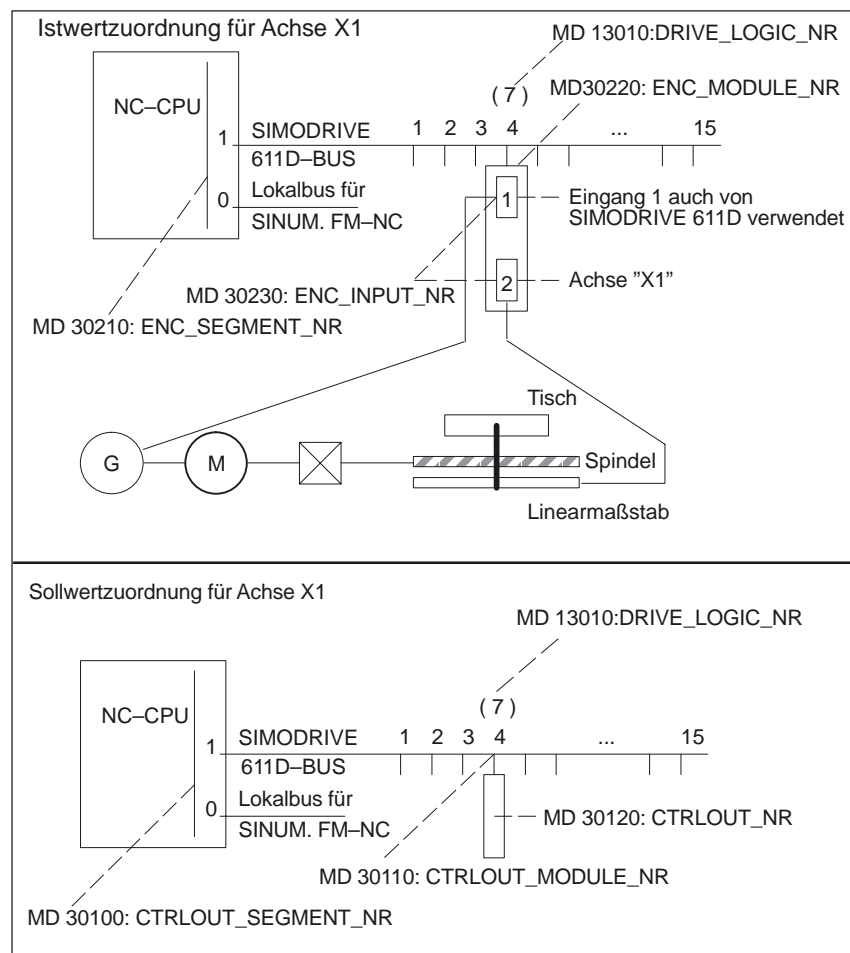 Istwertzuordnung für Achse X1
MD 13010:DRIVE_LOGIC_NR
( 7 )
MD30220: ENC_MODULE_NR
NC–CPU
1
SIMODRIVE
611D–BUS
1 2 3 4 ... 15
0
Lokalbus für
SINUM. FM–NC
1
Eingang 1 auch von
SIMODRIVE 611D verwendet
2
Achse ”X1”
MD 30230: ENC_INPUT_NR
MD 30210: ENC_SEGMENT_NR
Tisch
G
M
Spindel
Linearmaßstab
Sollwertzuordnung für Achse X1
MD 13010:DRIVE_LOGIC_NR
( 7 )
NC–CPU
1
SIMODRIVE
611D–BUS
1 2 3 4 ... 15
0
Lokalbus für
SINUM. FM–NC
MD 30120: CTRLOUT_NR
MD 30110: CTRLOUT_MODULE_NR
MD 30100: CTRLOUT_SEGMENT_NR